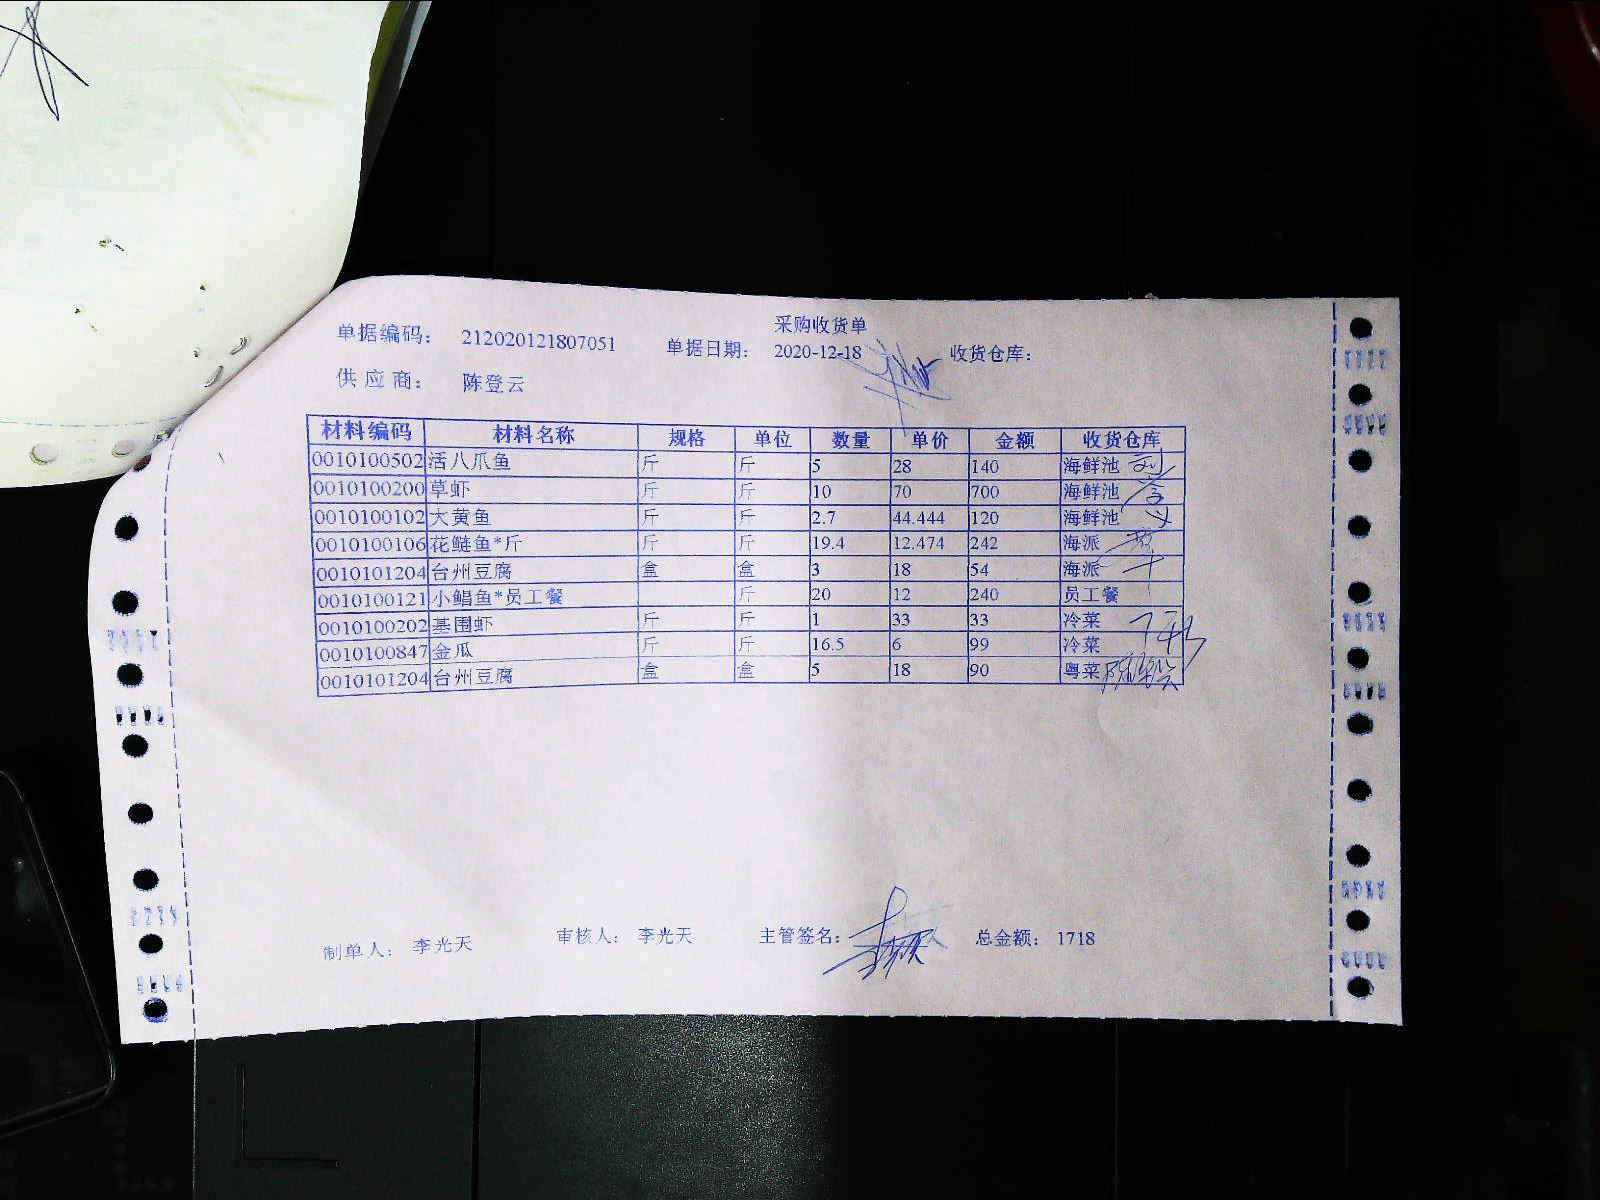 采购收货单
单据编码： 212020121807051 单据日期： 2020-12-18 收货仓库：
供应商： 陈登云
材料编码 材料名称 规格 单位 数量 单价 金额 收货仓库
0010100502 活八爪鱼 斤 斤 5 28 140 海鲜池
0010100200 草虾 斤 斤 10 70 700 海鲜池
0010100102 大黄鱼 斤 斤 2.7 44.444 120 海鲜池
0010100106 花鲢鱼*斤 斤 斤 19.4 12.474 242 海派
0010101204 台州豆腐 盒 盒 3 18 54 海派
0010100121 小鲳鱼*员工餐 斤 20 12 240 员工餐
0010100202 基围虾 斤 斤 1 33 33 冷菜
0010100847 金瓜 斤 斤 16.5 6 99 冷菜
0010101204 台州豆腐 盒 盒 5 18 90 粤菜
制单人： 李光天 审核人： 李光天 主管签名： 总金额： 1718